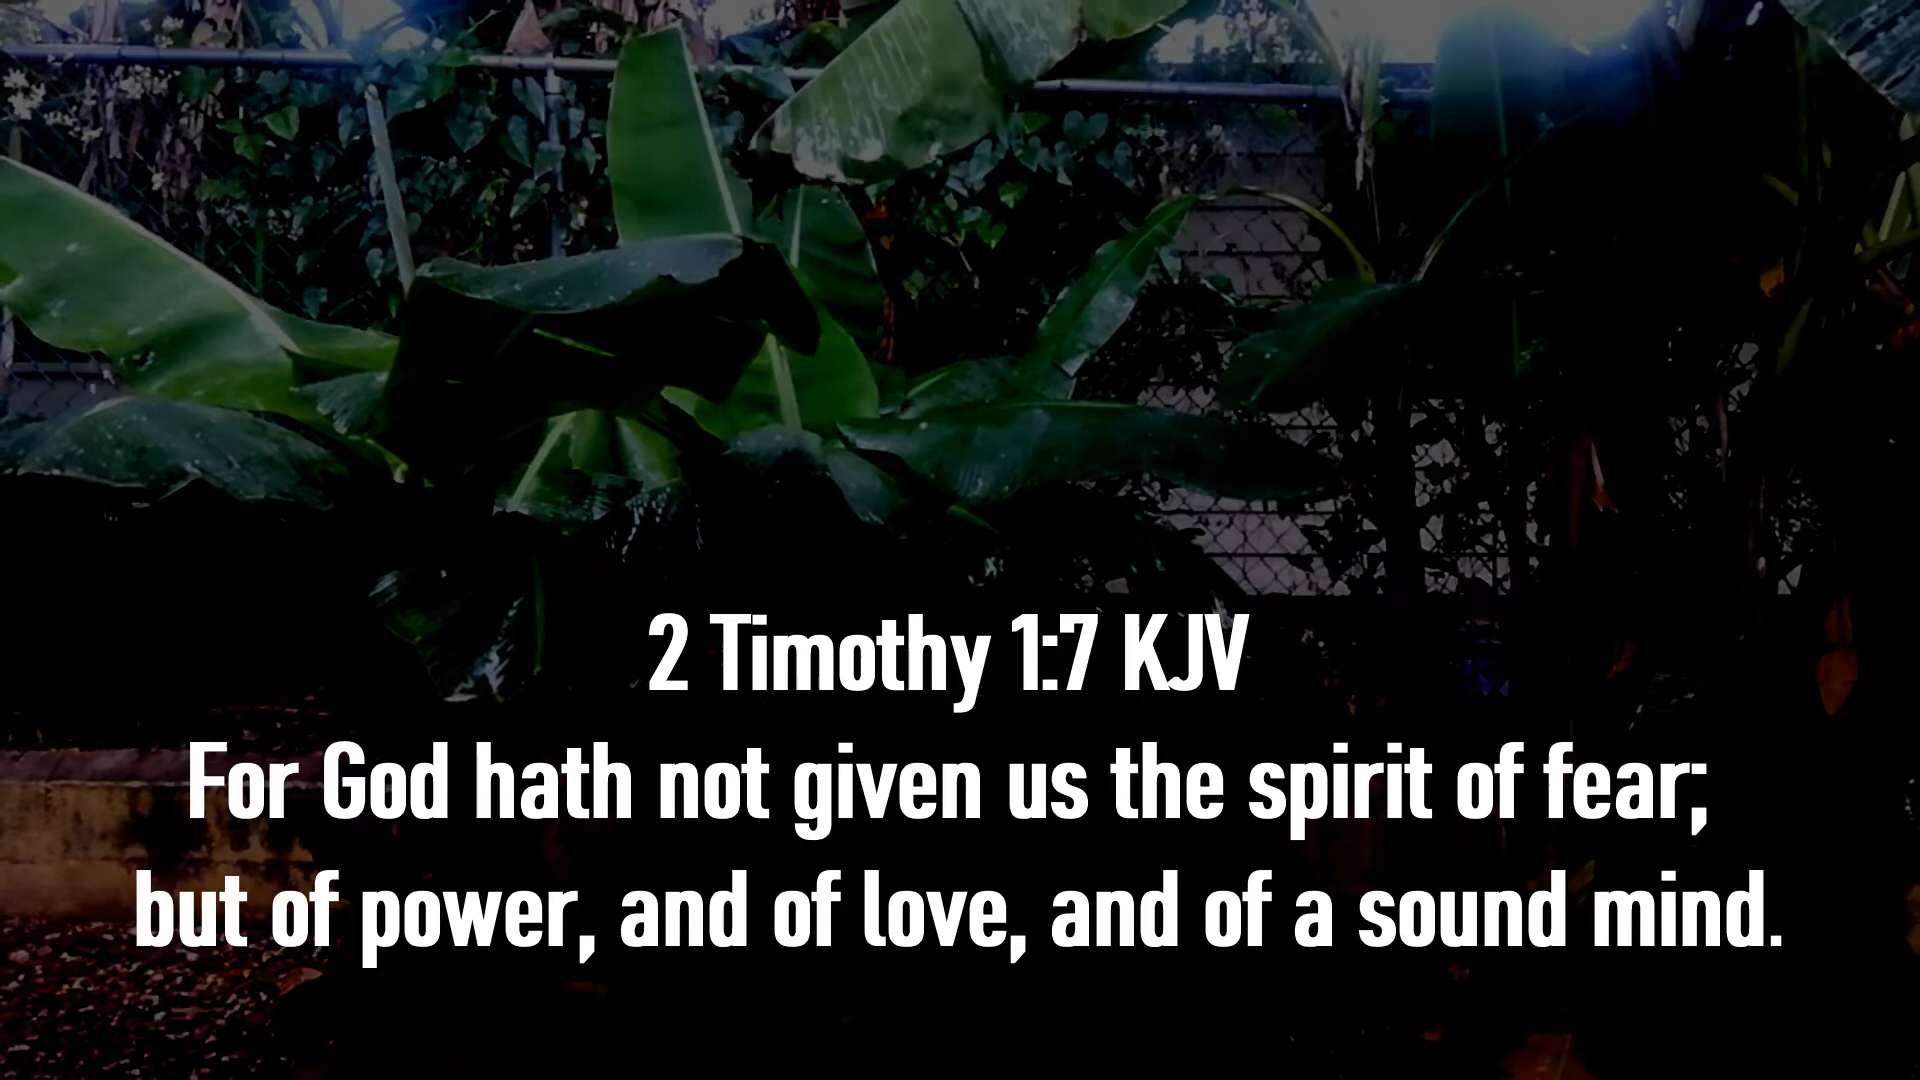 2 Timothy 1:7 KJV
For God hath not given us the spirit of fear;
but of power, and of love, and of a sound mind.